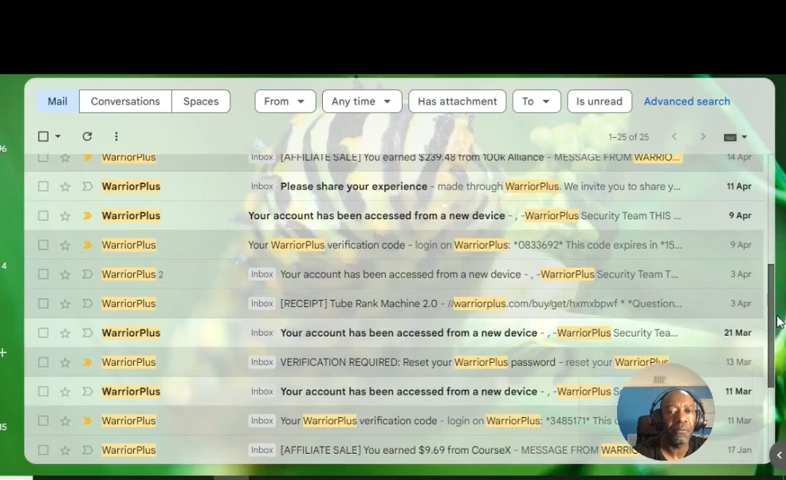 Mail Conversations Spaces From Any time Has attachment To Is unread Advanced search
1–25 of 25
WarriorPlus Inbox [AFFILIATE SALE] You earned $239.48 from 100k Alliance - MESSAGE FROM WARRIO... 14 Apr
WarriorPlus Inbox Please share your experience - made through WarriorPlus. We invite you to share y... 11 Apr
WarriorPlus Inbox Your account has been accessed from a new device - , -WarriorPlus Security Team THIS ... 9 Apr
WarriorPlus Inbox Your WarriorPlus verification code - login on WarriorPlus: *0833692* This code expires in *15... 9 Apr
WarriorPlus 2 Inbox Your account has been accessed from a new device - , -WarriorPlus Security Team T... 3 Apr
WarriorPlus Inbox [RECEIPT] Tube Rank Machine 2.0 - //warriorplus.com/buy/get/hxmxbpwf * *Question... 3 Apr
WarriorPlus Inbox Your account has been accessed from a new device - , -WarriorPlus Security Tea... 21 Mar
WarriorPlus Inbox VERIFICATION REQUIRED: Reset your WarriorPlus password - reset your WarriorPlus 13 Mar
WarriorPlus Inbox Your account has been accessed from a new device - , -WarriorPlus 11 Mar
WarriorPlus Inbox Your WarriorPlus verification code - login on WarriorPlus: *3485171* This 11 Mar
WarriorPlus Inbox [AFFILIATE SALE] You earned $9.69 from CourseX - MESSAGE FROM 17 Jan